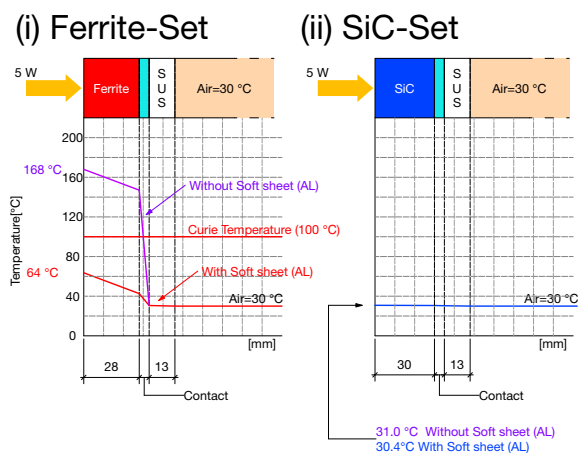 (i) Ferrite-Set
(ii) SiC-Set
5 W
Ferrite
S
U
S
Air=30 °C
5 W
SiC
S
U
S
Air=30 °C
200
168 °C
160
Without Soft sheet (AL)
120
Curie Temperature (100 °C)
80
64 °C
With Soft sheet (AL)
40
Air=30 °C
0
Temperature[°C]
[mm]
28
13
Contact
Air=30 °C
[mm]
30
13
Contact
31.0 °C Without Soft sheet (AL)
30.4°C With Soft sheet (AL)